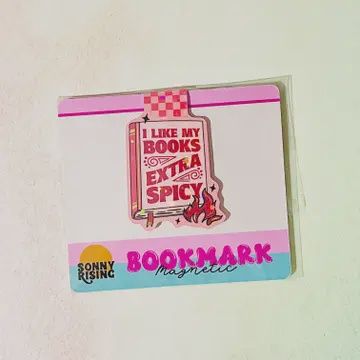 I LIKE MY
BOOKS
EXTRA
SPICY
SONNY
RISING
BOOKMARK
Magnetic